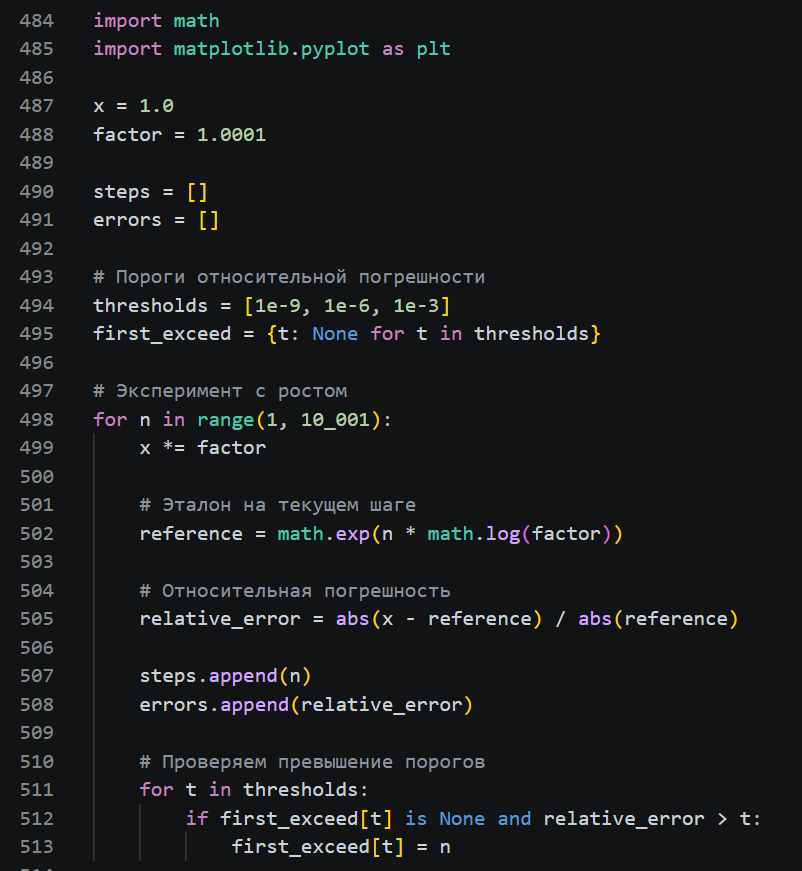 484 import math
485 import matplotlib.pyplot as plt
486
487 x = 1.0
488 factor = 1.0001
489
490 steps = []
491 errors = []
492
493 # Пороги относительной погрешности
494 thresholds = [1e-9, 1e-6, 1e-3]
495 first_exceed = {t: None for t in thresholds}
496
497 # Эксперимент с ростом
498 for n in range(1, 10_001):
499     x *= factor
500
501     # Эталон на текущем шаге
502     reference = math.exp(n * math.log(factor))
503
504     # Относительная погрешность
505     relative_error = abs(x - reference) / abs(reference)
506
507     steps.append(n)
508     errors.append(relative_error)
509
510     # Проверяем превышение порогов
511     for t in thresholds:
512         if first_exceed[t] is None and relative_error > t:
513             first_exceed[t] = n